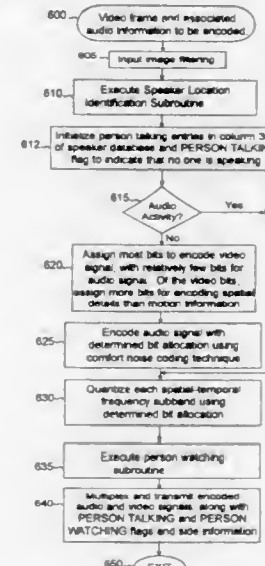 600
Video frame and associated
audio information to be encoded
605
Input image filtering
610
Execute Speaker Location
Identification Subroutine
612
Initialize person talking entries in column 3
of speaker database and PERSON TALKIN
flag to indicate that no one is speaking
615
Audio
Activity?
Yes
No
620
Assign most bits to encode video
signal, with relatively few bits for
audio signal. Of the video bits,
assign more bits for encoding spatial
details than motion information
625
Encode audio signal with
determined bit allocation using
comfort noise coding technique
630
Quantize each spatial-temporal
frequency subband using
determined bit allocation
635
Execute person watching
subroutine
640
Multiplex and transmit encoded
audio and video signals, along with
PERSON TALKING and PERSON
WATCHING flags and side information
650
EXIT